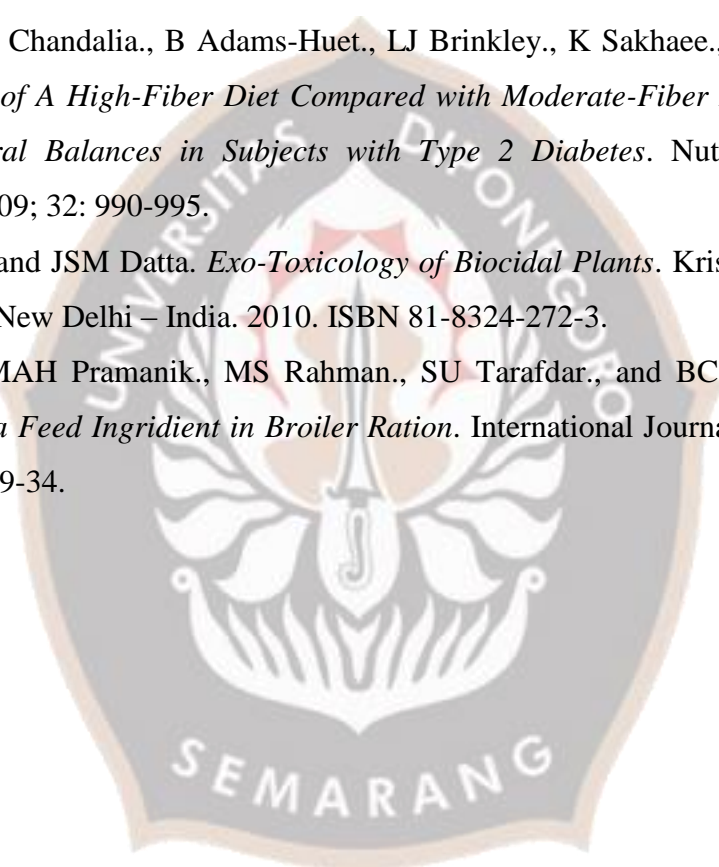 Chandalia., B Adams-Huet., LJ Brinkley., K Sakhaee.,
of A High-Fiber Diet Compared with Moderate-Fiber
ral Balances in Subjects with Type 2 Diabetes. Nut
09; 32: 990-995.
and JSM Datta. Exo-Toxicology of Biocidal Plants. Kris
New Delhi – India. 2010. ISBN 81-8324-272-3.
MAH Pramanik., MS Rahman., SU Tarafdar., and BC
a Feed Ingridient in Broiler Ration. International Journa
9-34.
UNIVERSITAS DIPONEGORO
SEMARANG